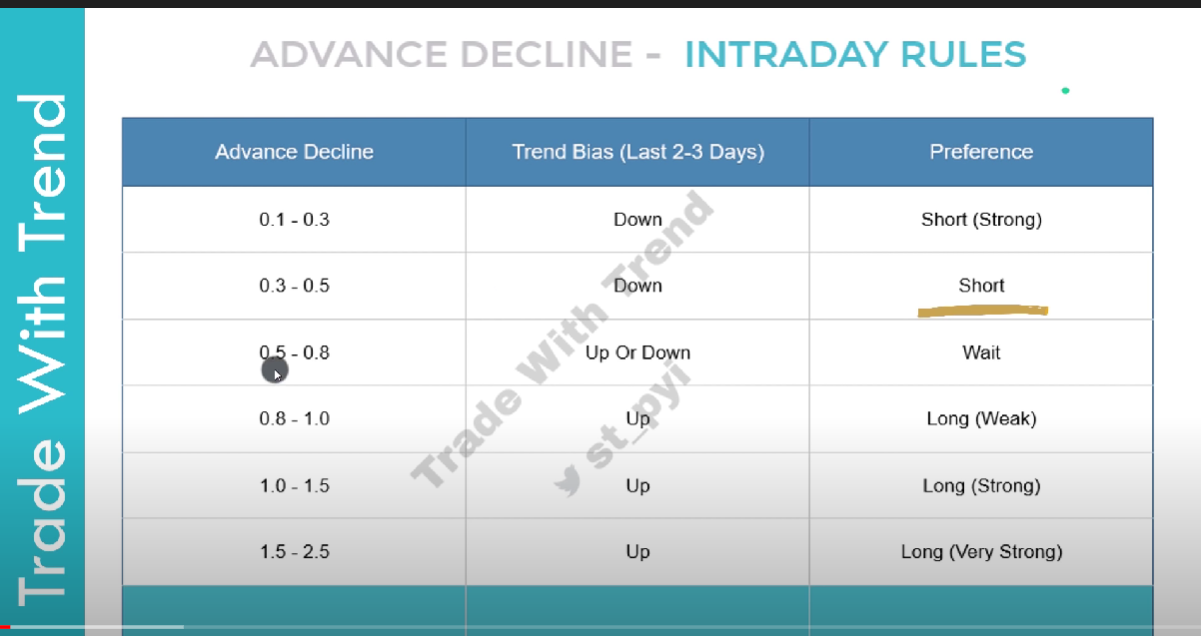 ADVANCE DECLINE - INTRADAY RULES
Trade With Trend
Advance Decline Trend Bias (Last 2-3 Days) Preference
0.1 - 0.3 Down Short (Strong)
0.3 - 0.5 Down Short
0.5 - 0.8 Up Or Down Wait
0.8 - 1.0 Up Long (Weak)
1.0 - 1.5 Up Long (Strong)
1.5 - 2.5 Up Long (Very Strong)
Trade With Trend
st_pyi